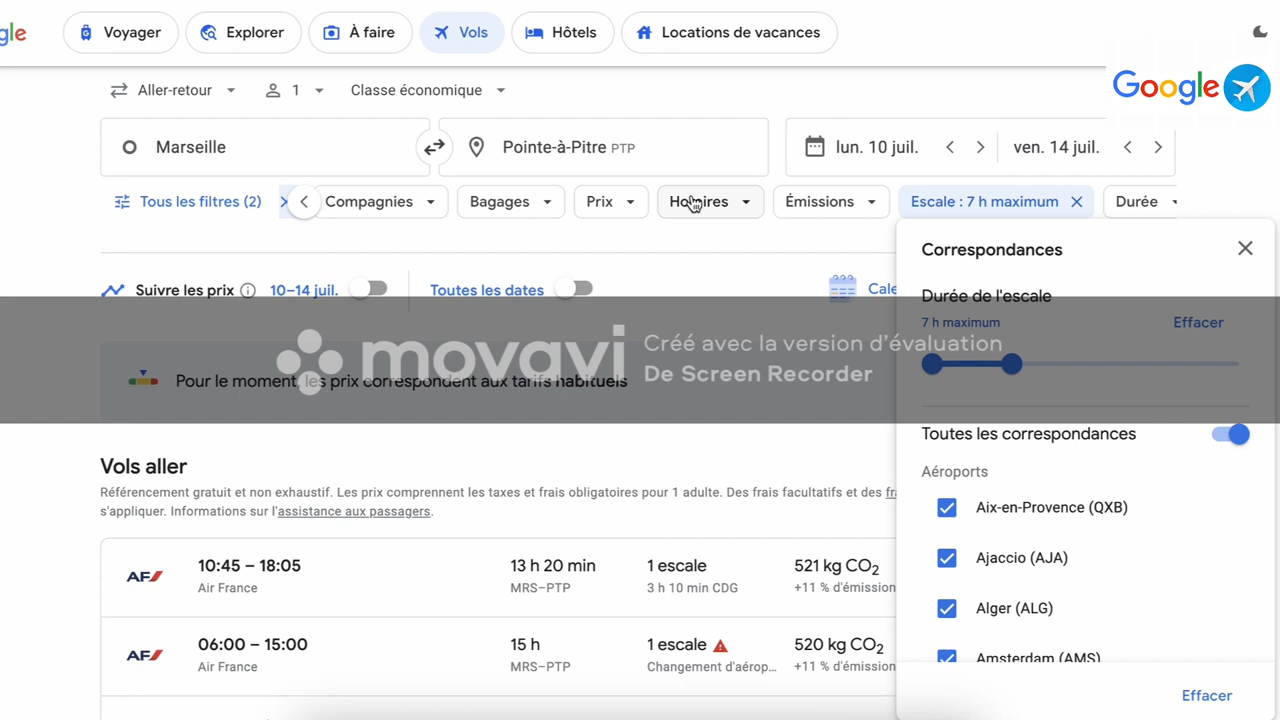 gle
Voyager
Explorer
À faire
Vols
Hôtels
Locations de vacances
Google
Aller-retour
1
Classe économique
Marseille
Pointe-à-Pitre PTP
lun. 10 juil.
ven. 14 juil.
Tous les filtres (2)
Compagnies
Bagages
Prix
Horaires
Émissions
Escale : 7 h maximum
Durée
Correspondances
Suivre les prix
10–14 juil.
Toutes les dates
Cale
Durée de l'escale
7 h maximum
Effacer
movavi
Créé avec la version d'évaluation
De Screen Recorder
Pour le moment, les prix correspondent aux tarifs habituels
Toutes les correspondances
Aéroports
Aix-en-Provence (QXB)
Ajaccio (AJA)
Alger (ALG)
Amsterdam (AMS)
Effacer
Vols aller
Référencement gratuit et non exhaustif. Les prix comprennent les taxes et frais obligatoires pour 1 adulte. Des frais facultatifs et des fra
s'appliquer. Informations sur l'assistance aux passagers.
AF
10:45 – 18:05
Air France
13 h 20 min
MRS–PTP
1 escale
3 h 10 min CDG
521 kg CO2
+11 % d'émission
AF
06:00 – 15:00
Air France
15 h
MRS–PTP
1 escale
Changement d'aérop...
520 kg CO2
+11 % d'émission